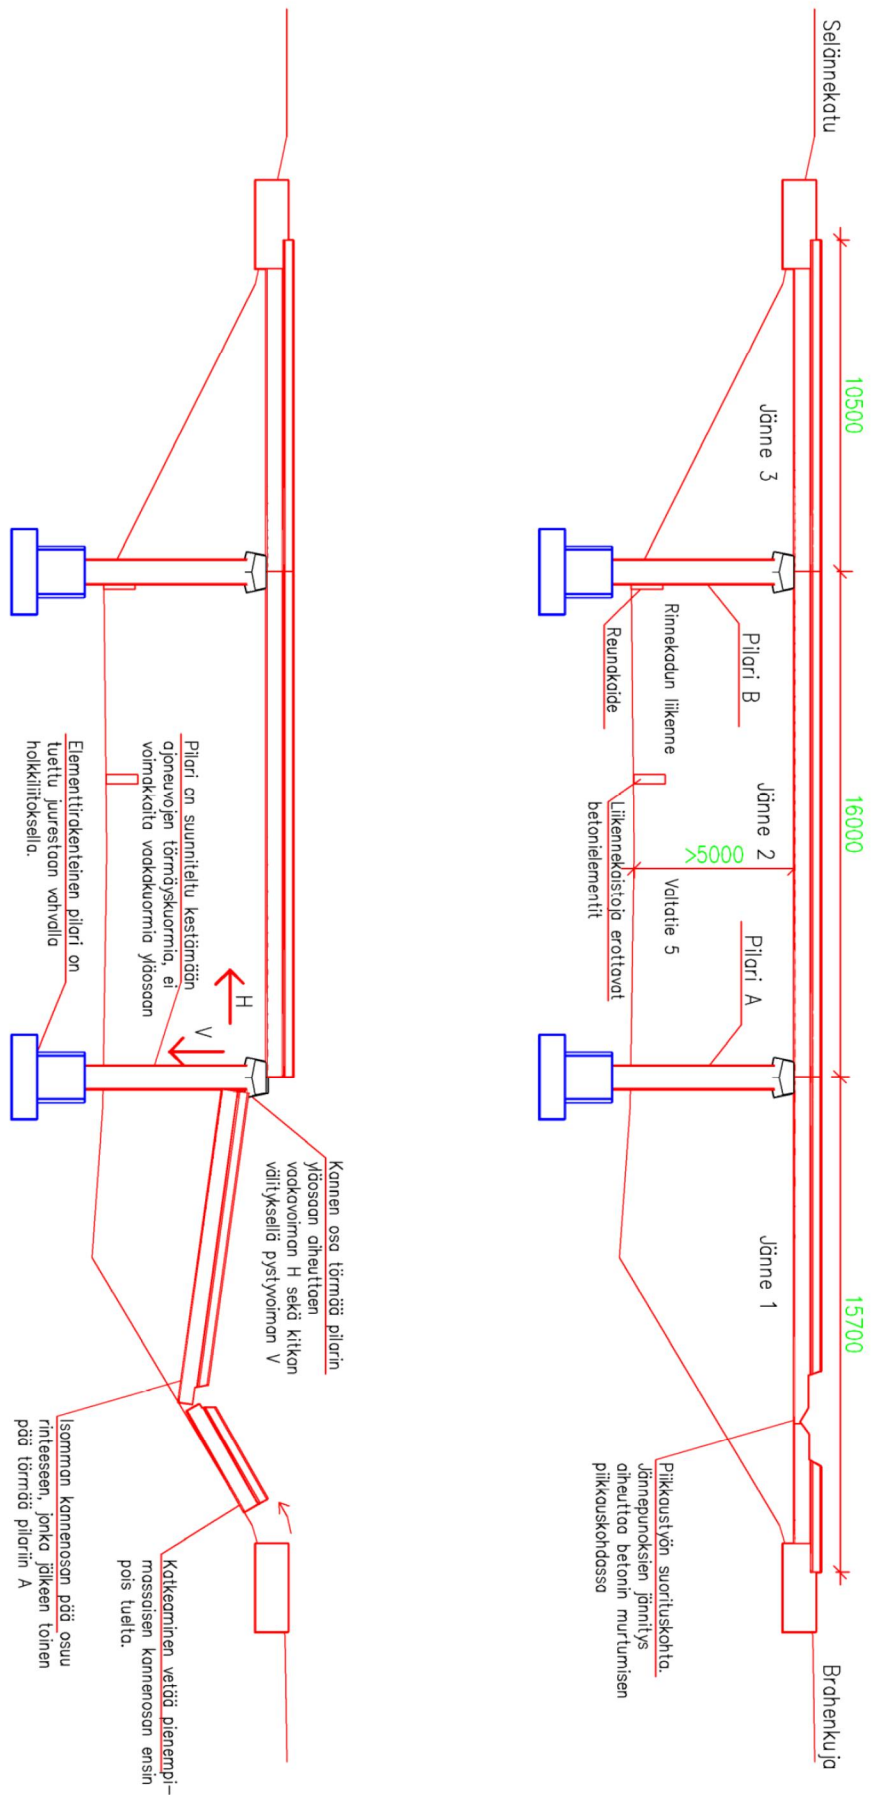 Selännekatu
Brahenkuja
10500
16000
15700
Jänne 3
Jänne 2
Jänne 1
Pilari B
Pilari A
>5000
Rinnekadun liikenne
Valtatie 5
Reunakaide
Liikennekaistoja erottavat
betonielementit
Piikkaustyön suorituskohta.
Jännepunoksien jännitys
aiheuttaa betonin murtumisen
piikkauskohdassa
Kannen osa törmää pilarin
yläosaan aiheuttaen
vaakavoiman H sekä kitkan
välityksellä pystyvoiman V
H
V
Pilari on suunniteltu kestämään
ajoneuvojen törmäyskuormia, ei
voimakkaita vaakakuormia yläosaan
Elementtirakenteinen pilari on
tuettu juurestaan vahvalla
holkkiliitoksella.
Isomman kannenosan pää osuu
rinteeseen, jonka jälkeen toinen
pää törmää pilariin A
Katkeaminen vetää pienempi-
massaisen kannenosan ensin
pois tuelta.